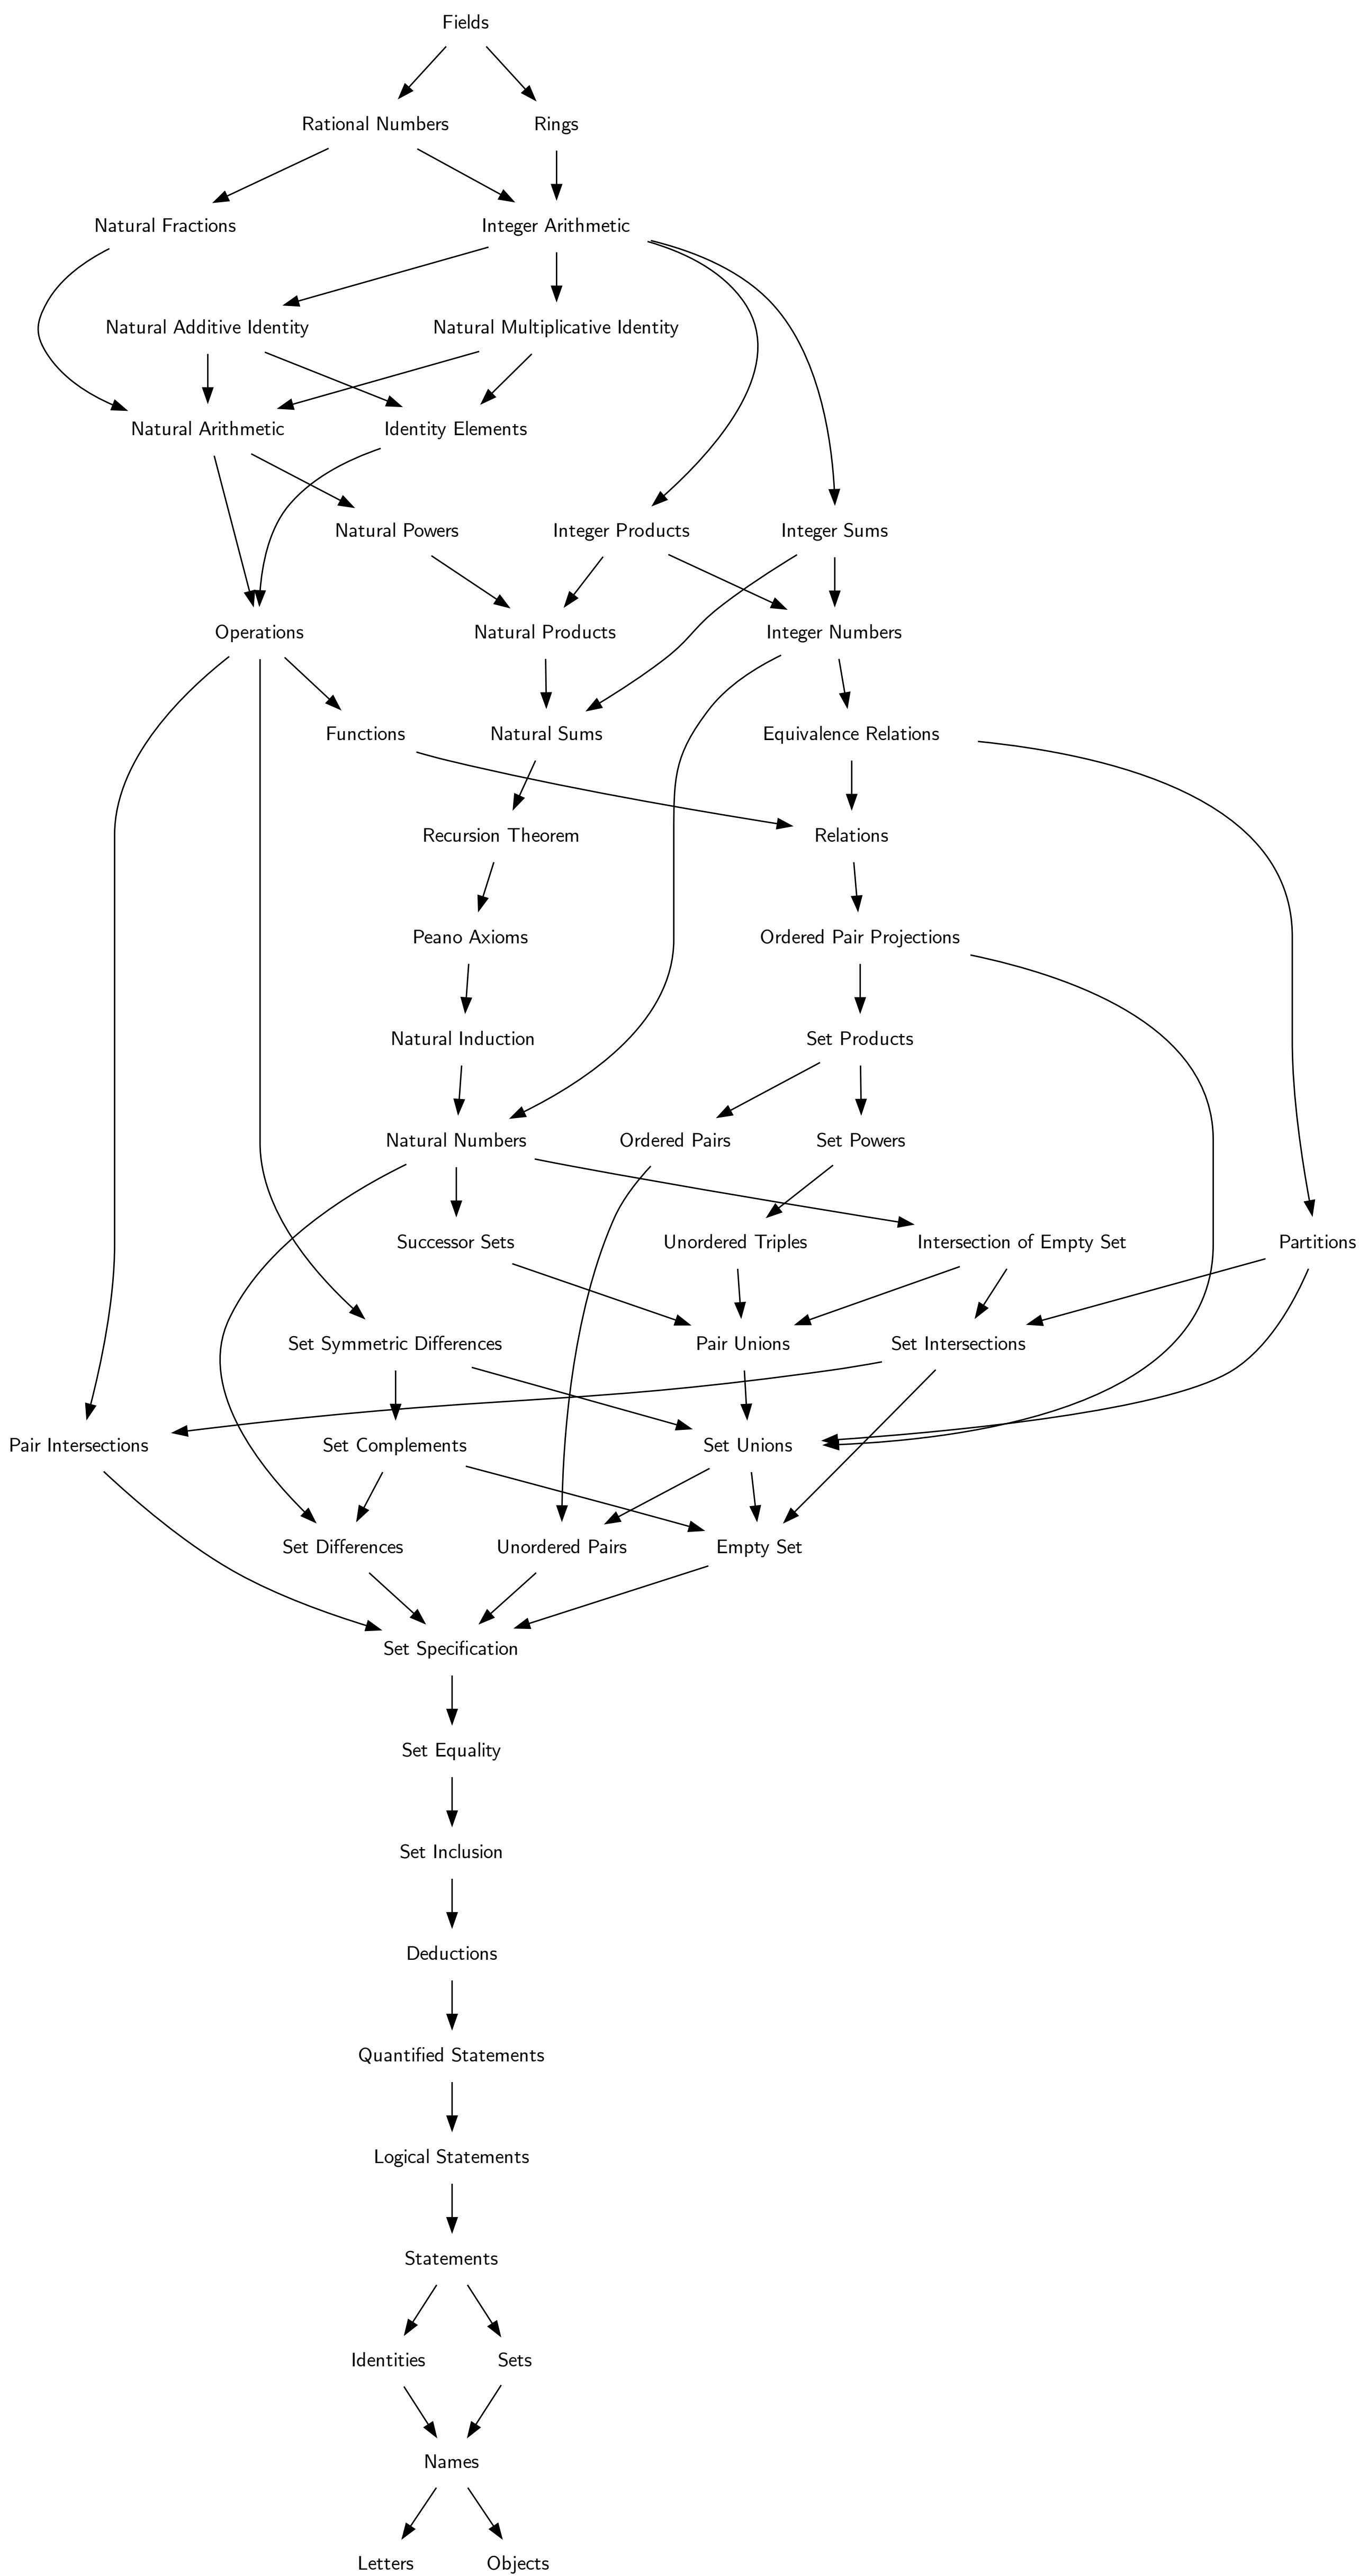 Fields
Rational Numbers
Rings
Natural Fractions
Integer Arithmetic
Natural Additive Identity
Natural Multiplicative Identity
Natural Arithmetic
Identity Elements
Natural Powers
Integer Products
Integer Sums
Operations
Natural Products
Integer Numbers
Functions
Natural Sums
Equivalence Relations
Recursion Theorem
Relations
Peano Axioms
Ordered Pair Projections
Natural Induction
Set Products
Natural Numbers
Ordered Pairs
Set Powers
Successor Sets
Unordered Triples
Intersection of Empty Set
Partitions
Set Symmetric Differences
Pair Unions
Set Intersections
Pair Intersections
Set Complements
Set Unions
Set Differences
Unordered Pairs
Empty Set
Set Specification
Set Equality
Set Inclusion
Deductions
Quantified Statements
Logical Statements
Statements
Identities
Sets
Names
Letters
Objects